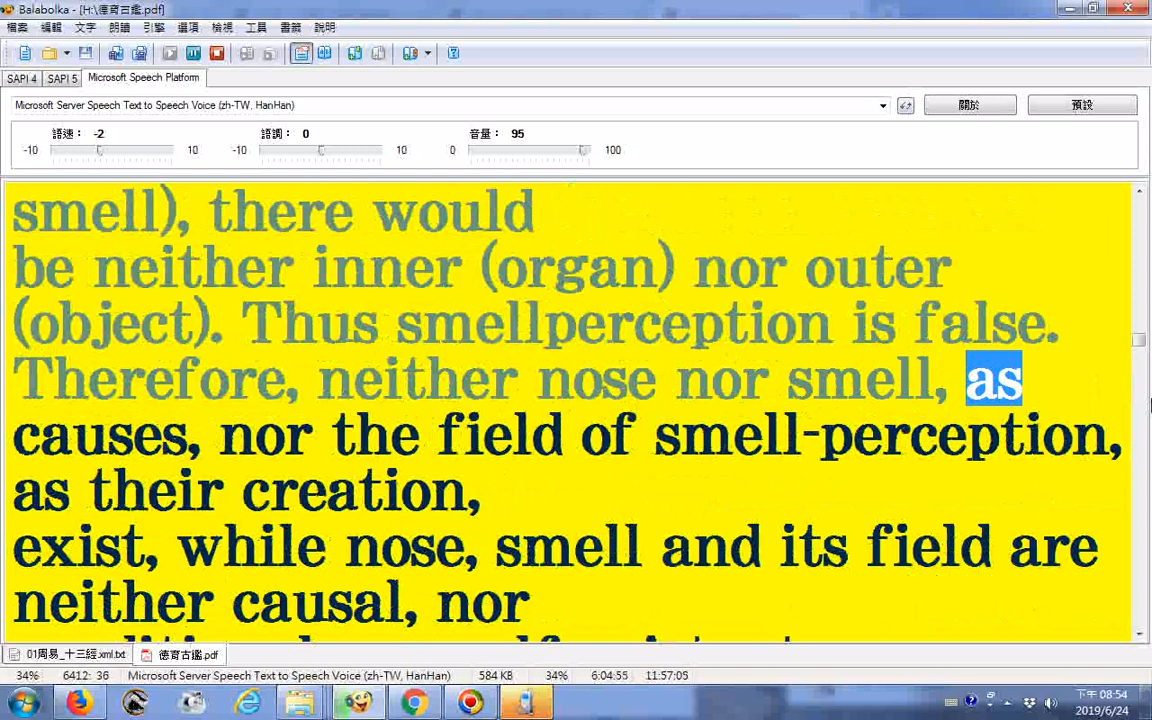 Balabolka - [H:\德育古鑑.pdf]
檔案 編輯 文字 朗讀 引擎 選項 檢視 工具 書籤 說明
SAPI 4 SAPI 5 Microsoft Speech Platform
Microsoft Server Speech Text to Speech Voice (zh-TW, HanHan) 關於 預設
語速： -2 語調： 0 音量： 95
-10 10 -10 10 0 100
smell), there would
be neither inner (organ) nor outer
(object). Thus smellperception is false.
Therefore, neither nose nor smell, as
causes, nor the field of smell-perception,
as their creation,
exist, while nose, smell and its field are
neither causal, nor
01周易_十三經.xml.txt 德育古鑑.pdf
34% 6412: 36 Microsoft Server Speech Text to Speech Voice (zh-TW, HanHan) 584 KB 34% 6:04:55 11:57:05
下午 08:54
2019/6/24